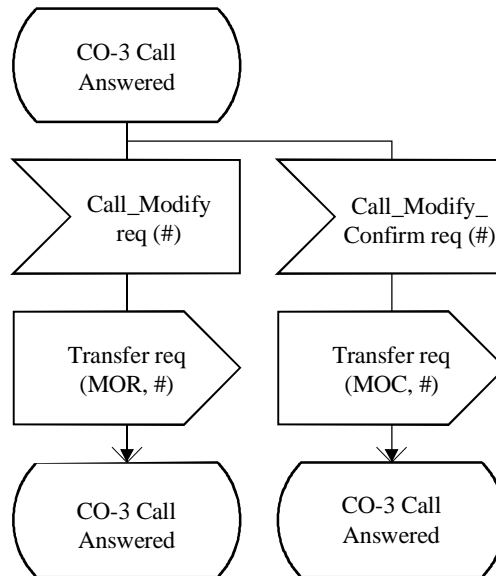 CO-3 Call
Answered
Call_Modify
req (#)
Call_Modify_
Confirm req (#)
Transfer req
(MOR, #)
Transfer req
(MOC, #)
CO-3 Call
Answered
CO-3 Call
Answered